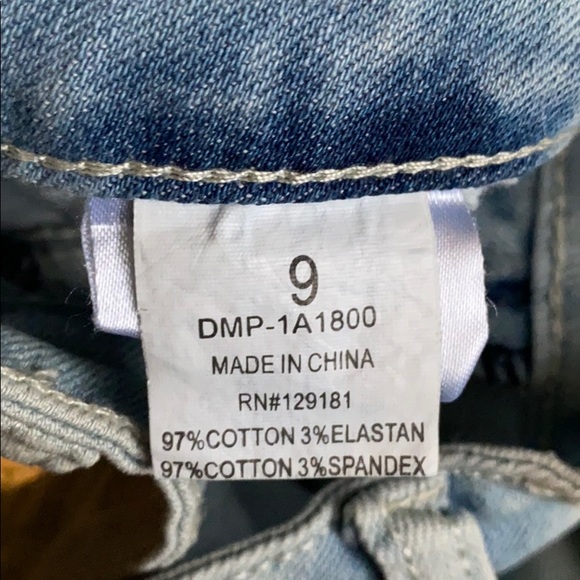 9
DMP-1A1800
MADE IN CHINA
RN#129181
97%COTTON 3%ELASTAN
97%COTTON 3%SPANDEX